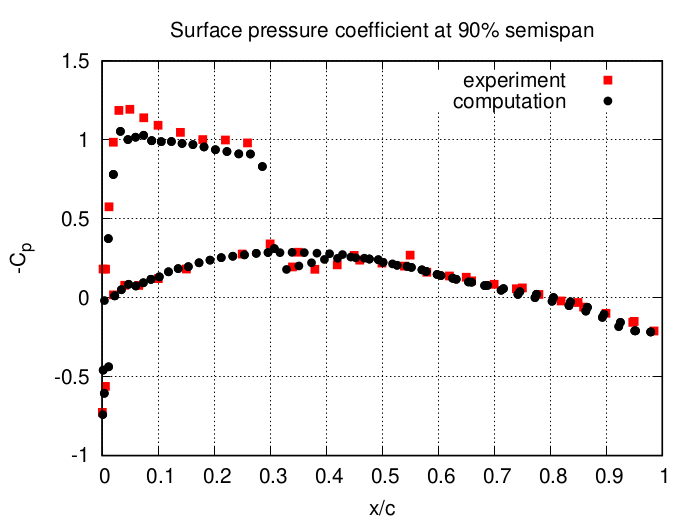 Surface pressure coefficient at 90% semispan
1.5
experiment
computation
1
0.5
0
-0.5
-1
-Cp
0 0.1 0.2 0.3 0.4 0.5 0.6 0.7 0.8 0.9 1
x/c